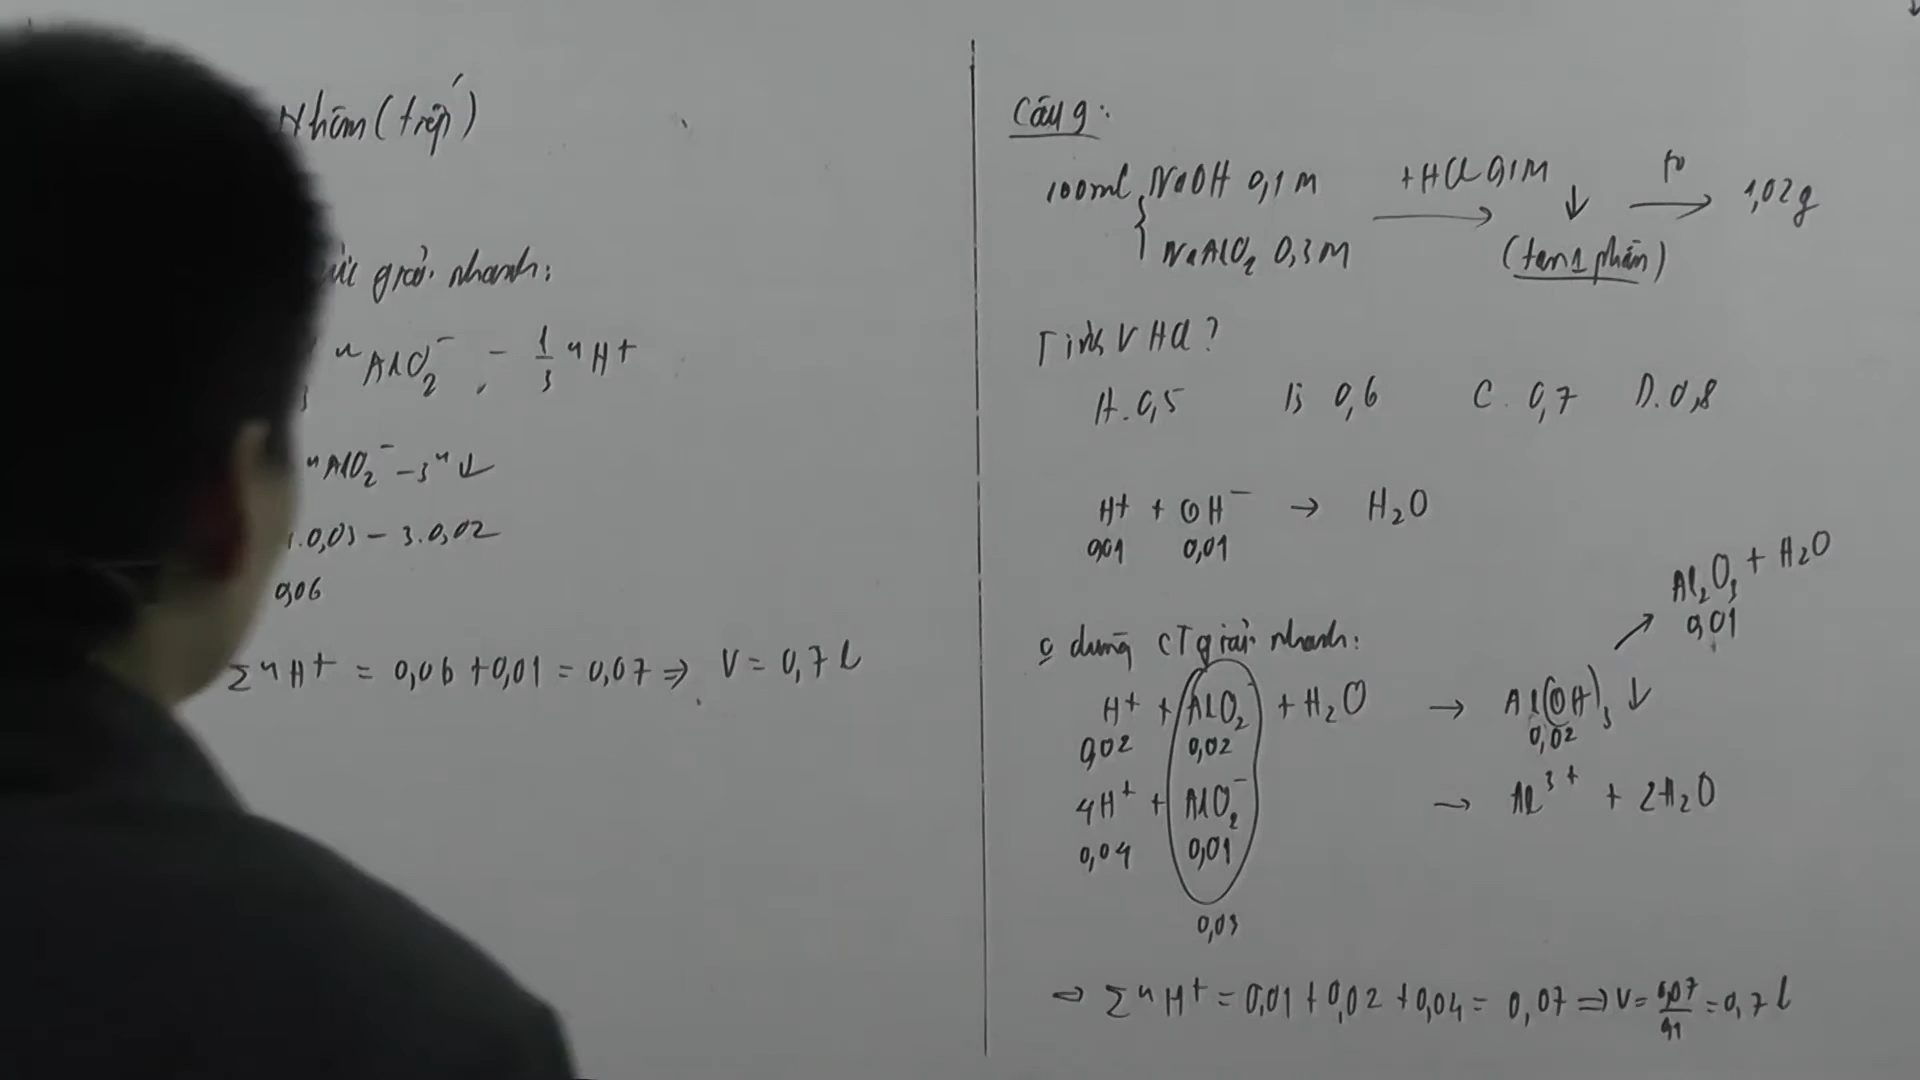 Nhôm (tiếp)
giải nhanh:
nAlO₂⁻ - 1/3 nH⁺
nAlO₂⁻ - 3n↓
.0,03 - 3.0,02
0,06
Σ nH⁺ = 0,06 + 0,01 = 0,07 ⇒ V = 0,7 l
Câu 9:
100ml { NaOH 0,1M +HCl 0,1M → ↓ t° → 1,02g
NaAlO₂ 0,3M (tan 1 phần)
Tính V HCl?
A. 0,5 B 0,6 C. 0,7 D. 0,8
H⁺ + OH⁻ → H₂O
0,01 0,01
dùng CT giải nhanh:
↗ Al₂O₃ + H₂O
0,01
H⁺ + AlO₂⁻ + H₂O → Al(OH)₃ ↓
0,02 0,02 0,02
4H⁺ + AlO₂⁻ → Al³⁺ + 2H₂O
0,04 0,01
0,03
⇒ Σ nH⁺ = 0,01 + 0,02 + 0,04 = 0,07 ⇒ V = 0,07/0,1 = 0,7 l